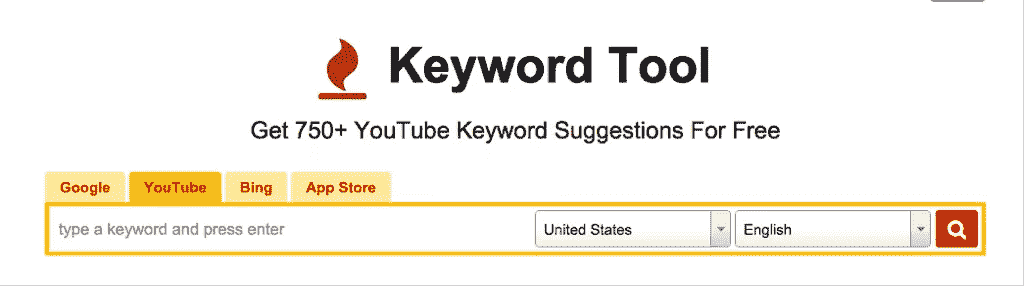 Keyword Tool
Get 750+ YouTube Keyword Suggestions For Free
Google YouTube Bing App Store
type a keyword and press enter United States English